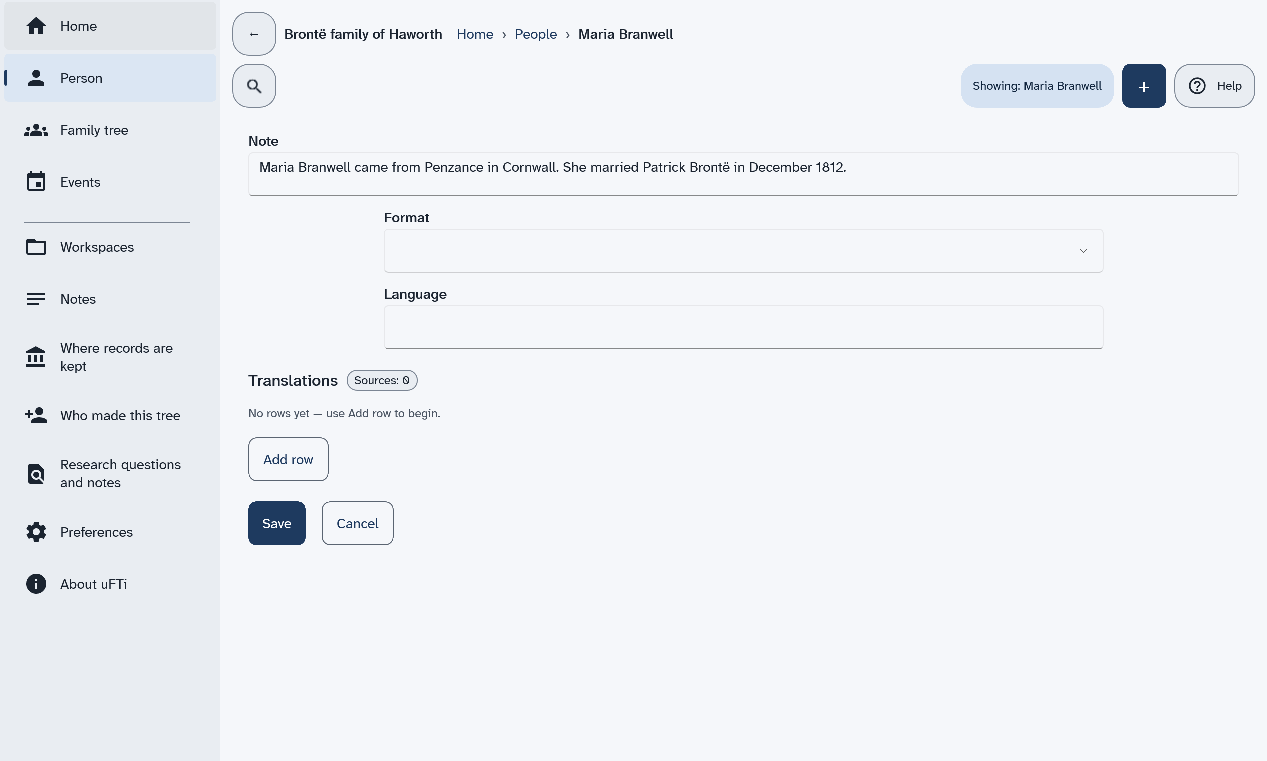 Home
Person
Family tree
Events
Workspaces
Notes
Where records are
kept
Who made this tree
Research questions
and notes
Preferences
About uFTi
← Brontë family of Haworth Home › People › Maria Branwell
Showing: Maria Branwell + Help
Note
Maria Branwell came from Penzance in Cornwall. She married Patrick Brontë in December 1812.
Format
Language
Translations Sources: 0
No rows yet — use Add row to begin.
Add row
Save Cancel